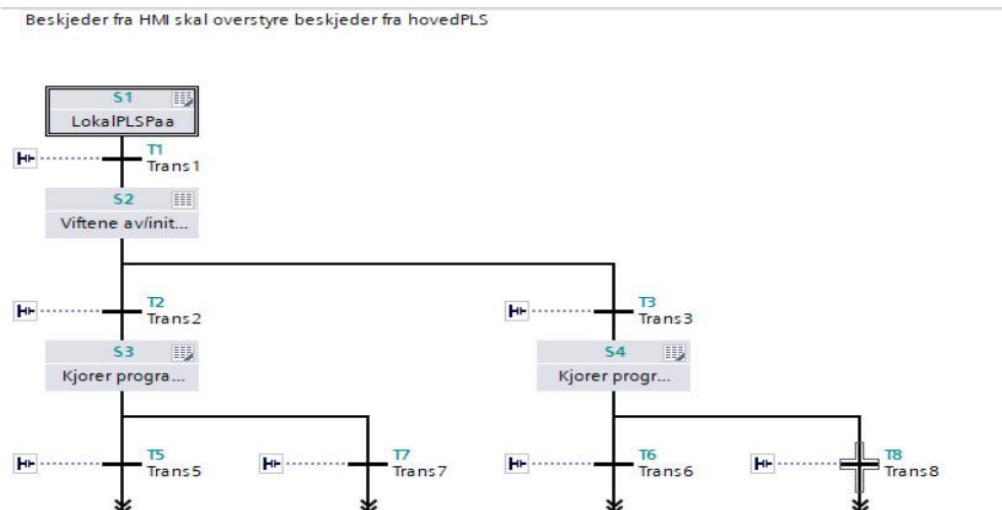 Beskjeder fra HMI skal overstyre beskjeder fra hovedPLS
S1
LokalPLSPaa
T1
Trans1
S2
Viftene av/init...
T2
Trans2
T3
Trans3
S3
Kjorer progra...
S4
Kjorer progr...
T5
Trans5
T7
Trans7
T6
Trans6
T8
Trans8